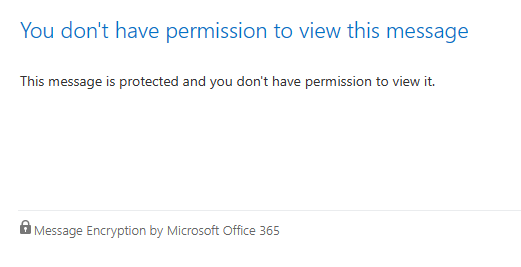 You don't have permission to view this message
This message is protected and you don't have permission to view it.
Message Encryption by Microsoft Office 365